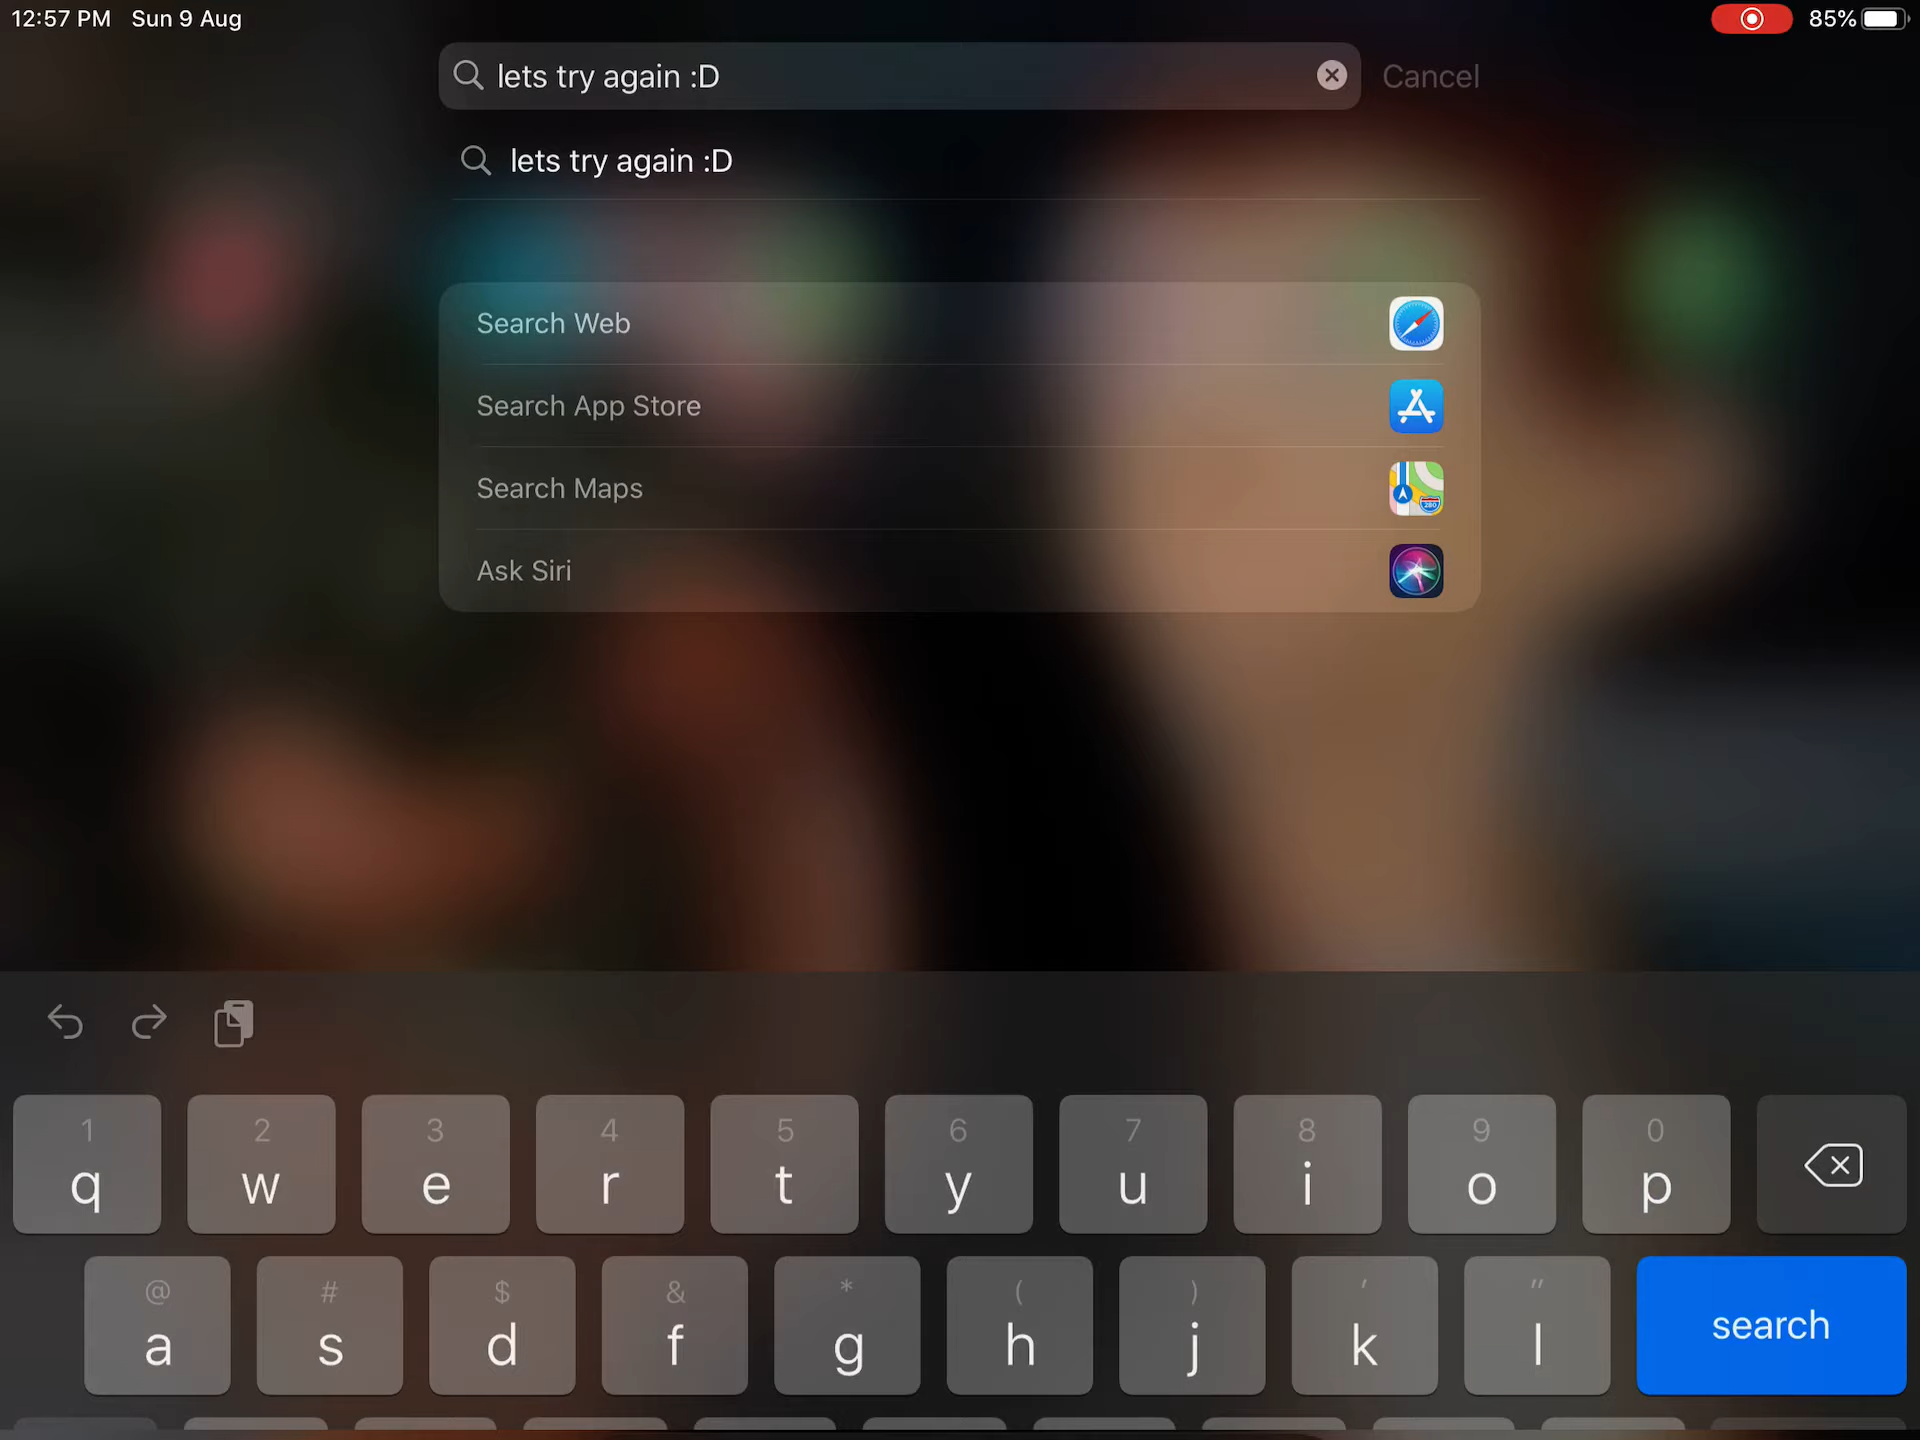 12:57 PM Sun 9 Aug 85%
lets try again :D Cancel
lets try again :D
Search Web
Search App Store
Search Maps
280
Ask Siri
1 2 3 4 5 6 7 8 9 0
q w e r t y u i o p
@ # $ & * ( ) ' "
a s d f g h j k l search